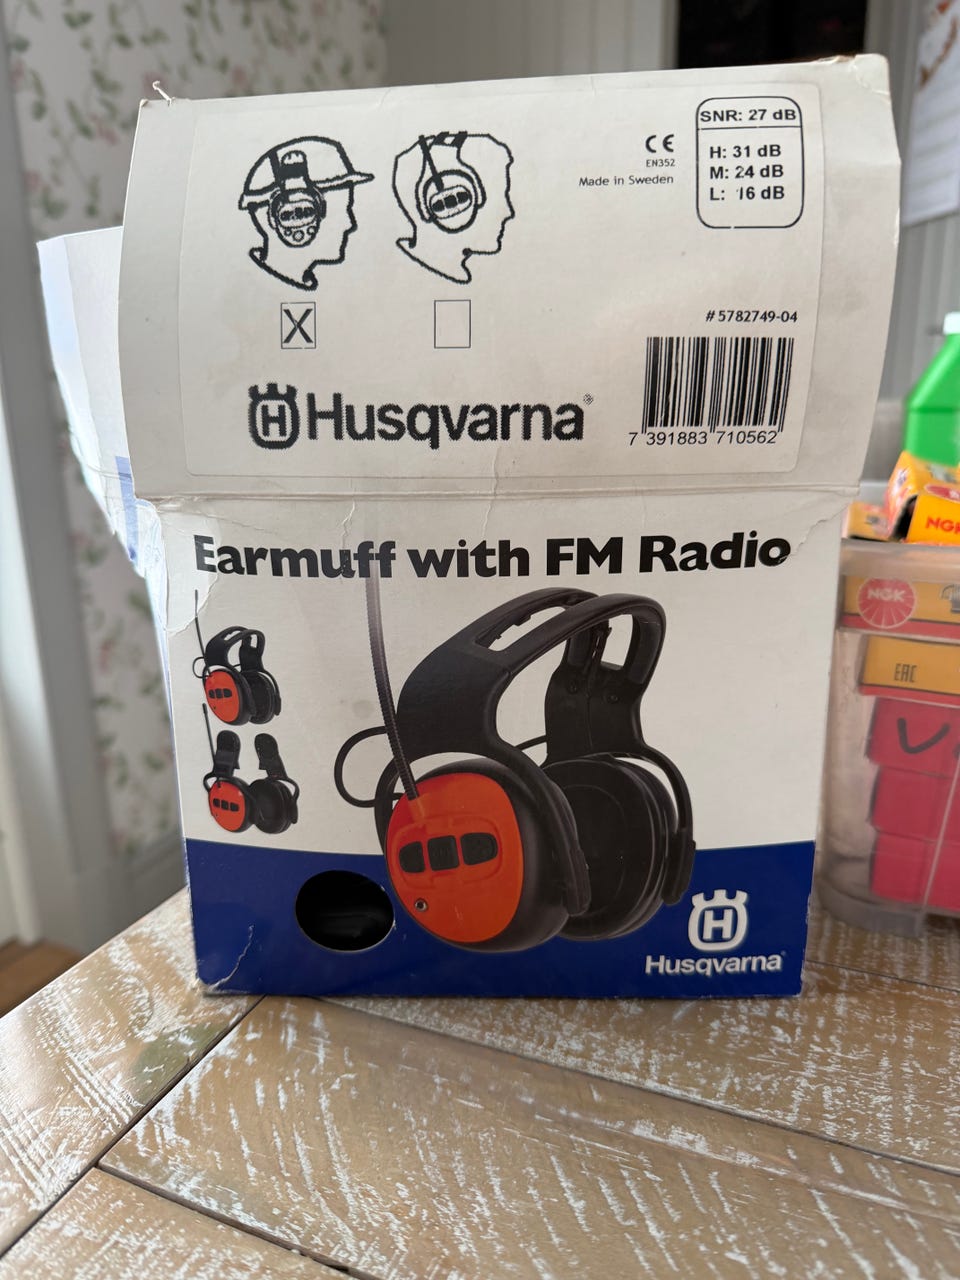 SNR: 27 dB
H: 31 dB
M: 24 dB
L: 16 dB
CE
EN352
Made in Sweden
X
# 5782749-04
H Husqvarna®
7 391883 710562
Earmuff with FM Radio
H
Husqvarna
NGK
NGK
EAC